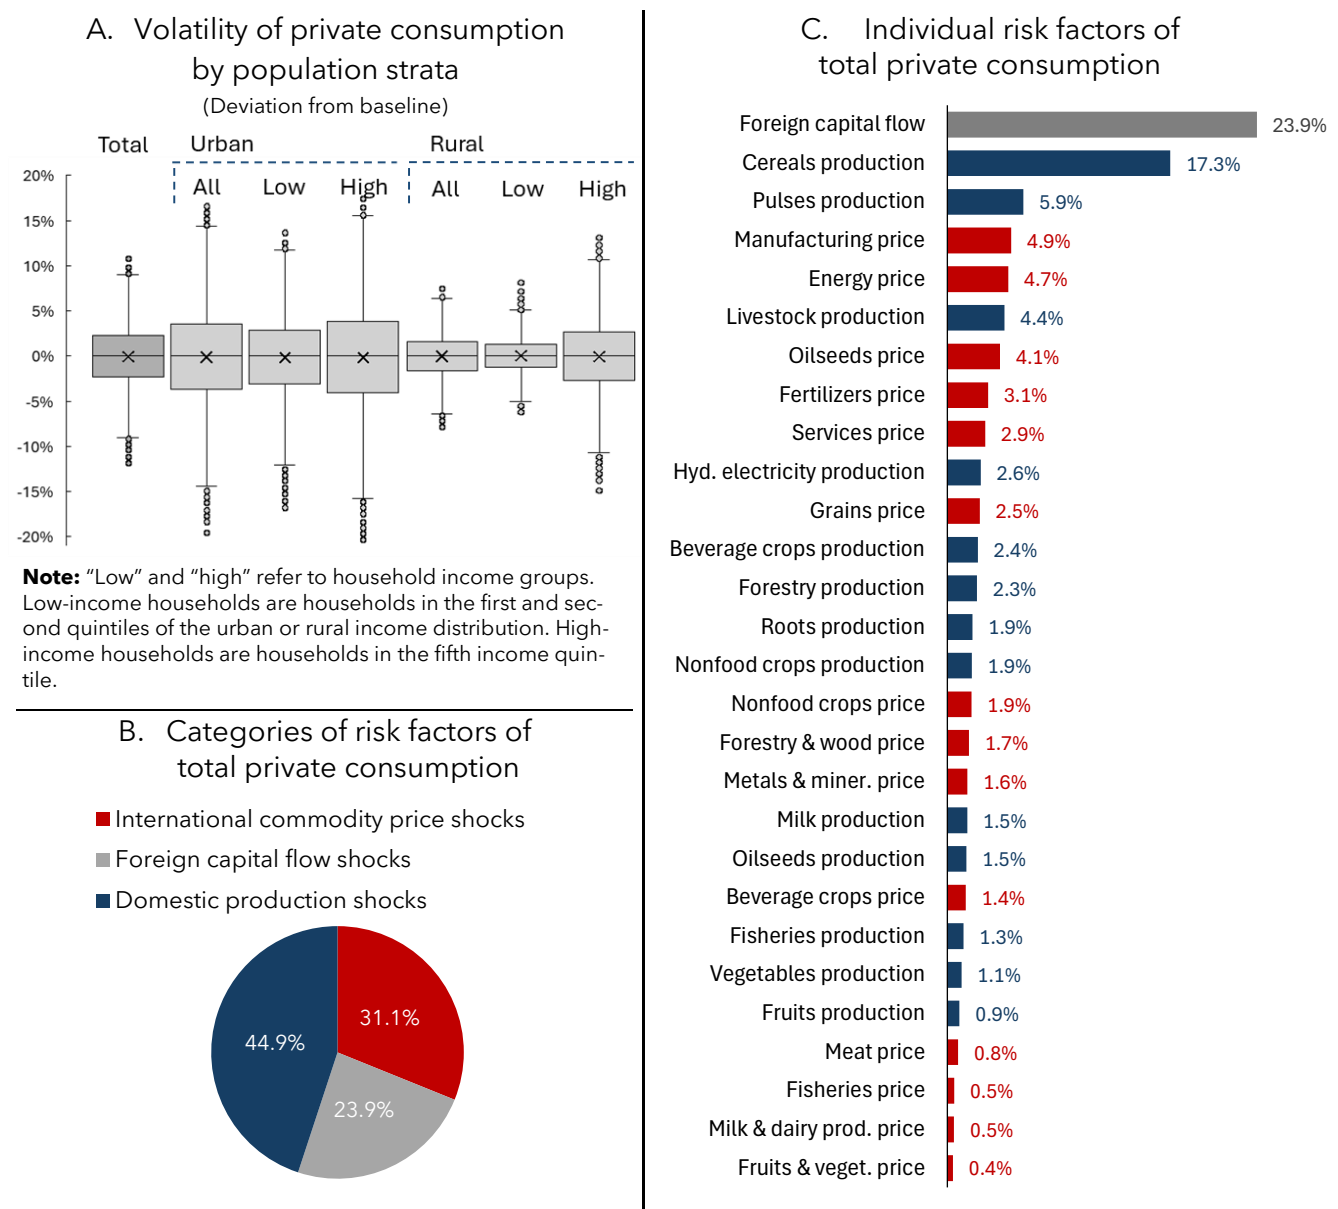 A. Volatility of private consumption
by population strata
(Deviation from baseline)
Total
Urban
Rural
All
Low
High
All
Low
High
20%
15%
10%
5%
0%
-5%
-10%
-15%
-20%
Note: “Low” and “high” refer to household income groups.
Low-income households are households in the first and sec-
ond quintiles of the urban or rural income distribution. High-
income households are households in the fifth income quin-
tile.
B. Categories of risk factors of
total private consumption
International commodity price shocks
Foreign capital flow shocks
Domestic production shocks
31.1%
44.9%
23.9%
C. Individual risk factors of
total private consumption
Foreign capital flow 23.9%
Cereals production 17.3%
Pulses production 5.9%
Manufacturing price 4.9%
Energy price 4.7%
Livestock production 4.4%
Oilseeds price 4.1%
Fertilizers price 3.1%
Services price 2.9%
Hyd. electricity production 2.6%
Grains price 2.5%
Beverage crops production 2.4%
Forestry production 2.3%
Roots production 1.9%
Nonfood crops production 1.9%
Nonfood crops price 1.9%
Forestry & wood price 1.7%
Metals & miner. price 1.6%
Milk production 1.5%
Oilseeds production 1.5%
Beverage crops price 1.4%
Fisheries production 1.3%
Vegetables production 1.1%
Fruits production 0.9%
Meat price 0.8%
Fisheries price 0.5%
Milk & dairy prod. price 0.5%
Fruits & veget. price 0.4%